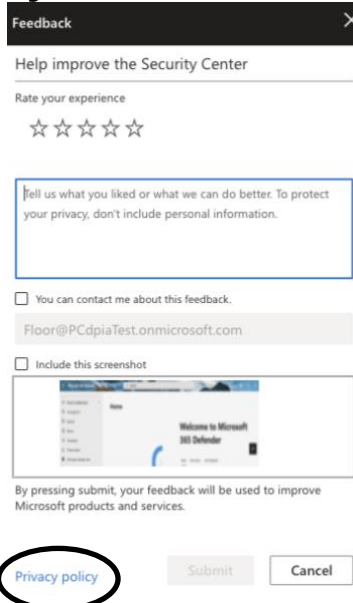 Feedback
Help improve the Security Center
Rate your experience
Tell us what you liked or what we can do better. To protect
your privacy, don't include personal information.
You can contact me about this feedback.
Floor@PCdpiaTest.onmicrosoft.com
Include this screenshot
Home
Welcome to Microsoft
365 Defender
By pressing submit, your feedback will be used to improve
Microsoft products and services.
Privacy policy
Submit
Cancel